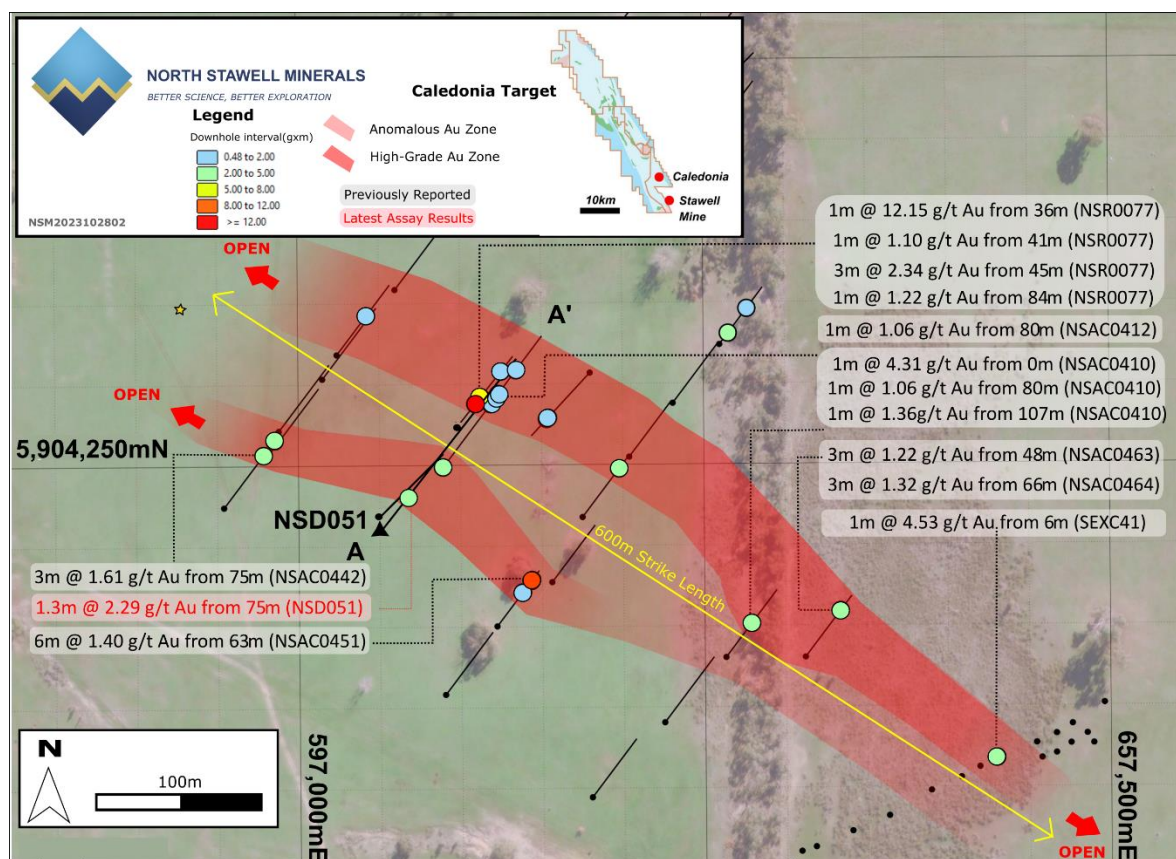 NORTH STAWELL MINERALS
BETTER SCIENCE, BETTER EXPLORATION
Legend
Downhole interval(gxm)
0.48 to 2.00
2.00 to 5.00
5.00 to 8.00
8.00 to 12.00
>= 12.00
NSM2023102802
Caledonia Target
Anomalous Au Zone
High-Grade Au Zone
Previously Reported
Latest Assay Results
10km
Caledonia
Stawell
Mine
OPEN
OPEN
A'
1m @ 12.15 g/t Au from 36m (NSR0077)
1m @ 1.10 g/t Au from 41m (NSR0077)
3m @ 2.34 g/t Au from 45m (NSR0077)
1m @ 1.22 g/t Au from 84m (NSR0077)
1m @ 1.06 g/t Au from 80m (NSAC0412)
1m @ 4.31 g/t Au from 0m (NSAC0410)
1m @ 1.06 g/t Au from 80m (NSAC0410)
1m @ 1.36g/t Au from 107m (NSAC0410)
3m @ 1.22 g/t Au from 48m (NSAC0463)
3m @ 1.32 g/t Au from 66m (NSAC0464)
1m @ 4.53 g/t Au from 6m (SEXC41)
5,904,250mN
NSD051
A
600m Strike Length
3m @ 1.61 g/t Au from 75m (NSAC0442)
1.3m @ 2.29 g/t Au from 75m (NSD051)
6m @ 1.40 g/t Au from 63m (NSAC0451)
N
100m
597,000mE
657,500mE
OPEN